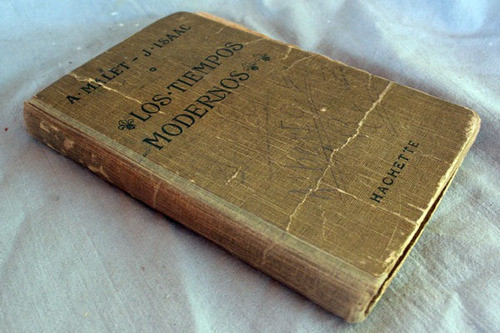 A·MALET - J·ISAAC
LOS·TIEMPOS
MODERNOS
HACHETTE